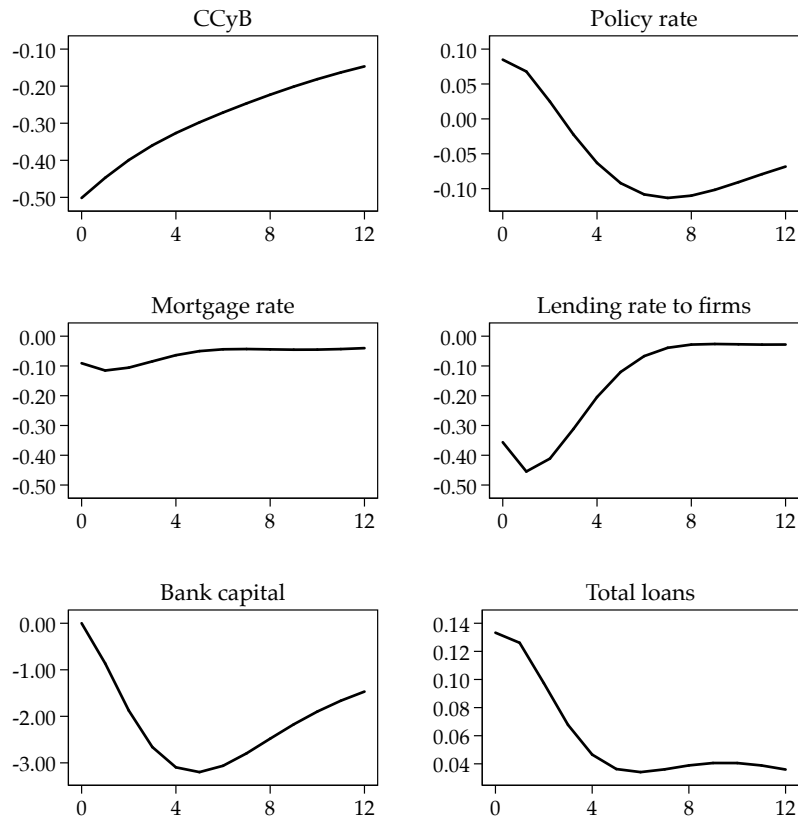 CCyB
-0.10
-0.20
-0.30
-0.40
-0.50
0 4 8 12
Policy rate
0.10
0.05
0.00
-0.05
-0.10
0 4 8 12
Mortgage rate
0.00
-0.10
-0.20
-0.30
-0.40
-0.50
0 4 8 12
Lending rate to firms
0.00
-0.10
-0.20
-0.30
-0.40
-0.50
0 4 8 12
Bank capital
0.00
-1.00
-2.00
-3.00
0 4 8 12
Total loans
0.14
0.12
0.10
0.08
0.06
0.04
0 4 8 12